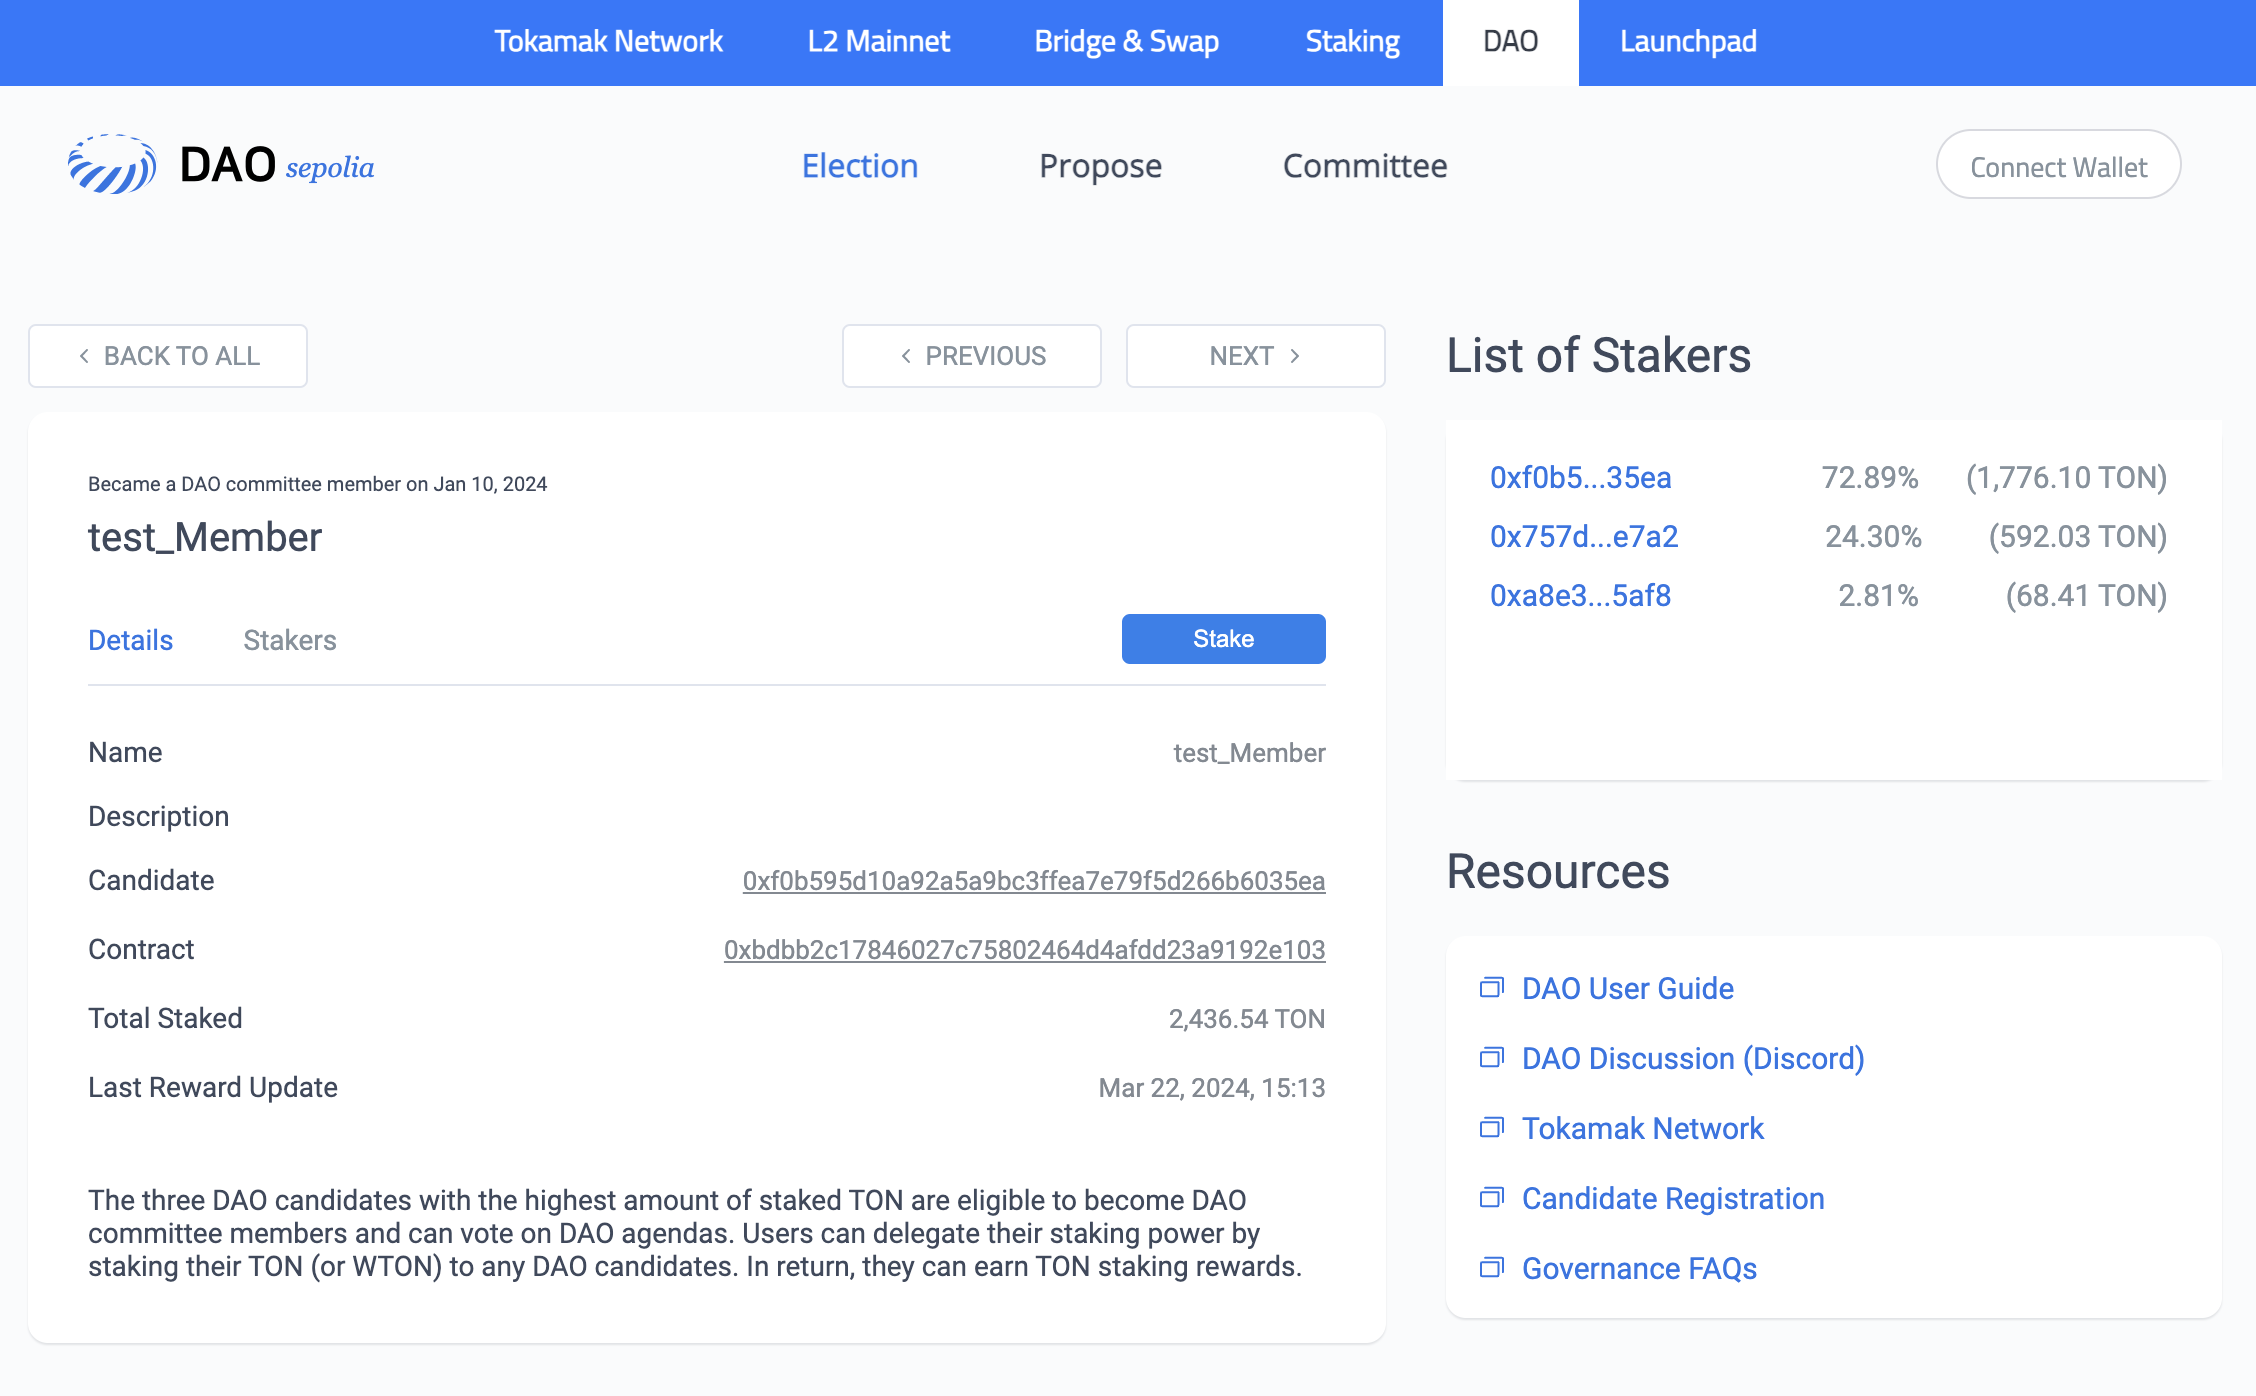 Tokamak Network L2 Mainnet Bridge & Swap Staking DAO Launchpad
DAO sepolia Election Propose Committee Connect Wallet
BACK TO ALL PREVIOUS NEXT
Became a DAO committee member on Jan 10, 2024
test_Member
Details Stakers Stake
Name test_Member
Description
Candidate 0xf0b595d10a92a5a9bc3ffea7e79f5d266b6035ea
Contract 0xbdbb2c17846027c75802464d4afdd23a9192e103
Total Staked 2,436.54 TON
Last Reward Update Mar 22, 2024, 15:13
The three DAO candidates with the highest amount of staked TON are eligible to become DAO
committee members and can vote on DAO agendas. Users can delegate their staking power by
staking their TON (or WTON) to any DAO candidates. In return, they can earn TON staking rewards.
List of Stakers
0xf0b5...35ea 72.89% (1,776.10 TON)
0x757d...e7a2 24.30% (592.03 TON)
0xa8e3...5af8 2.81% (68.41 TON)
Resources
DAO User Guide
DAO Discussion (Discord)
Tokamak Network
Candidate Registration
Governance FAQs